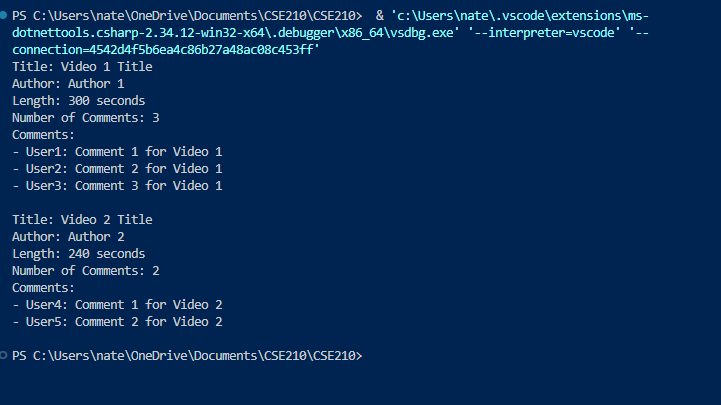 PS C:\Users\nate\OneDrive\Documents\CSE210\CSE210>  & 'c:\Users\nate\.vscode\extensions\ms-
dotnettools.csharp-2.34.12-win32-x64\.debugger\x86_64\vsdbg.exe' '--interpreter=vscode' '--
connection=4542d4f5b6ea4c86b27a48ac08c453ff'
Title: Video 1 Title
Author: Author 1
Length: 300 seconds
Number of Comments: 3
Comments:
- User1: Comment 1 for Video 1
- User2: Comment 2 for Video 1
- User3: Comment 3 for Video 1

Title: Video 2 Title
Author: Author 2
Length: 240 seconds
Number of Comments: 2
Comments:
- User4: Comment 1 for Video 2
- User5: Comment 2 for Video 2

PS C:\Users\nate\OneDrive\Documents\CSE210\CSE210>